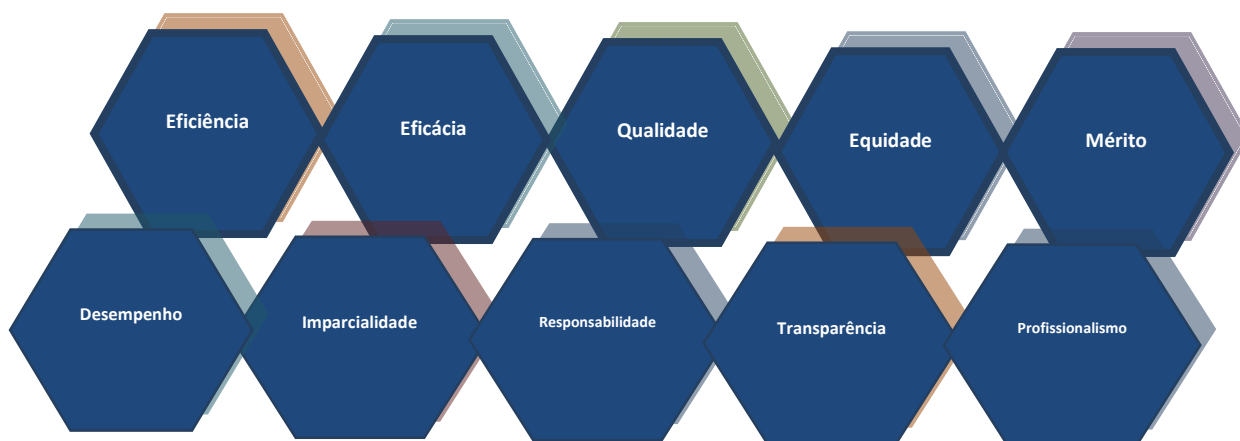 Eficiência
Eficácia
Qualidade
Equidade
Mérito
Desempenho
Imparcialidade
Responsabilidade
Transparência
Profissionalismo